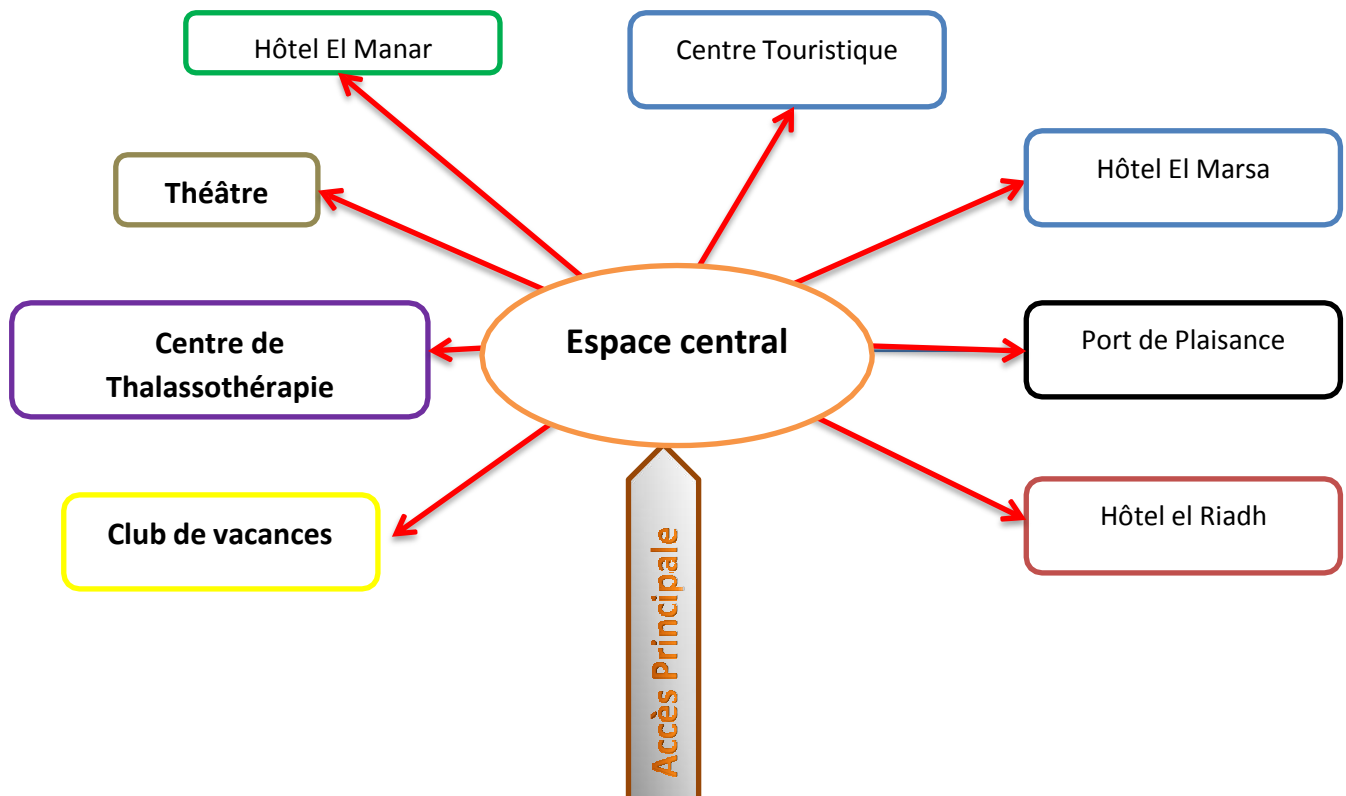 Hôtel El Manar
Centre Touristique
Hôtel El Marsa
Théâtre
Espace central
Port de Plaisance
Centre de
Thalassothérapie
Club de vacances
Hôtel el Riadh
Accès Principale